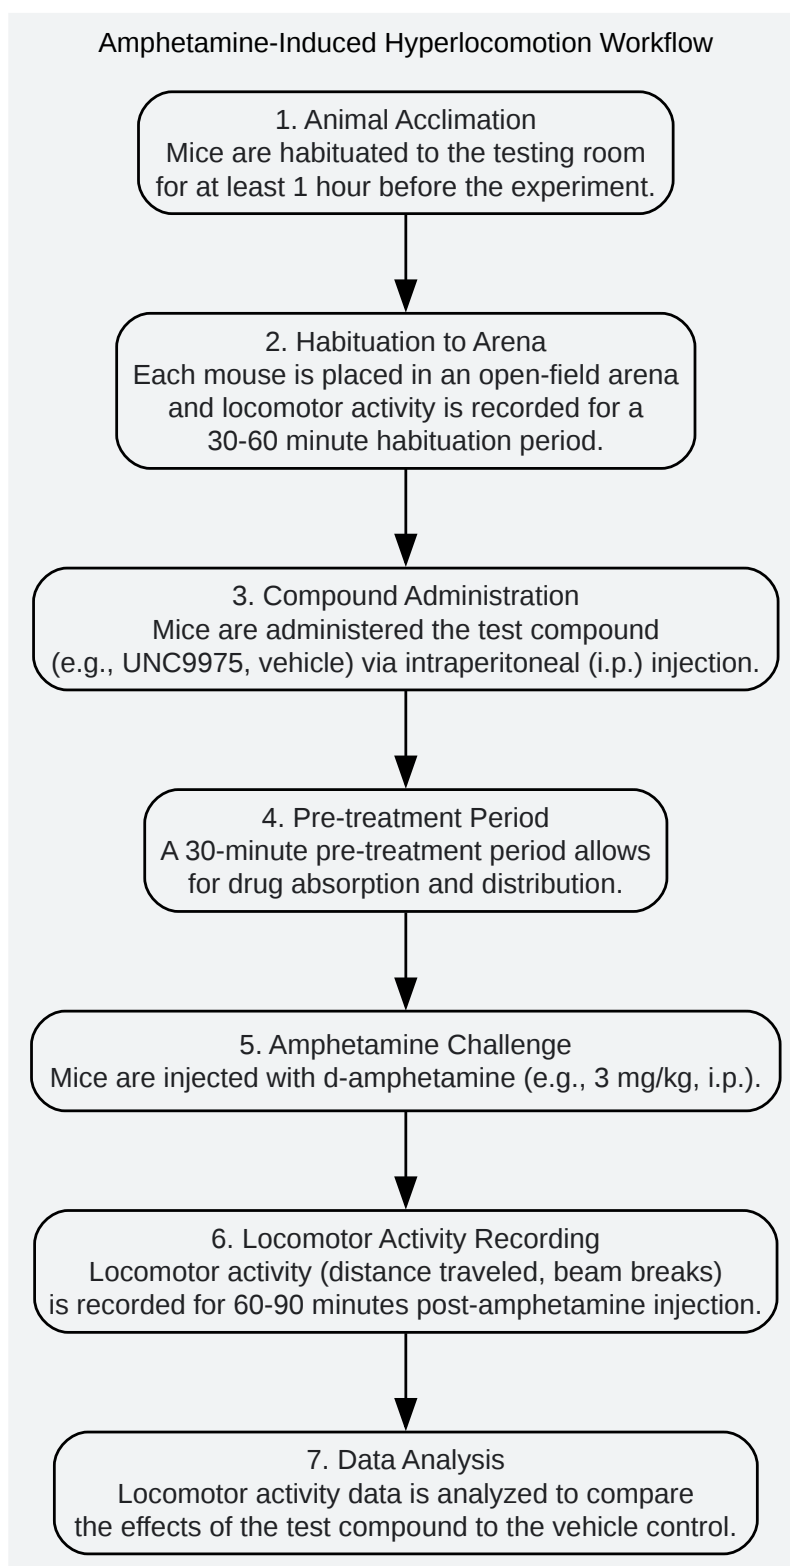 Amphetamine-Induced Hyperlocomotion Workflow
1. Animal Acclimation
Mice are habituated to the testing room
for at least 1 hour before the experiment.
2. Habituation to Arena
Each mouse is placed in an open-field arena
and locomotor activity is recorded for a
30-60 minute habituation period.
3. Compound Administration
Mice are administered the test compound
(e.g., UNC9975, vehicle) via intraperitoneal (i.p.) injection.
4. Pre-treatment Period
A 30-minute pre-treatment period allows
for drug absorption and distribution.
5. Amphetamine Challenge
Mice are injected with d-amphetamine (e.g., 3 mg/kg, i.p.).
6. Locomotor Activity Recording
Locomotor activity (distance traveled, beam breaks)
is recorded for 60-90 minutes post-amphetamine injection.
7. Data Analysis
Locomotor activity data is analyzed to compare
the effects of the test compound to the vehicle control.